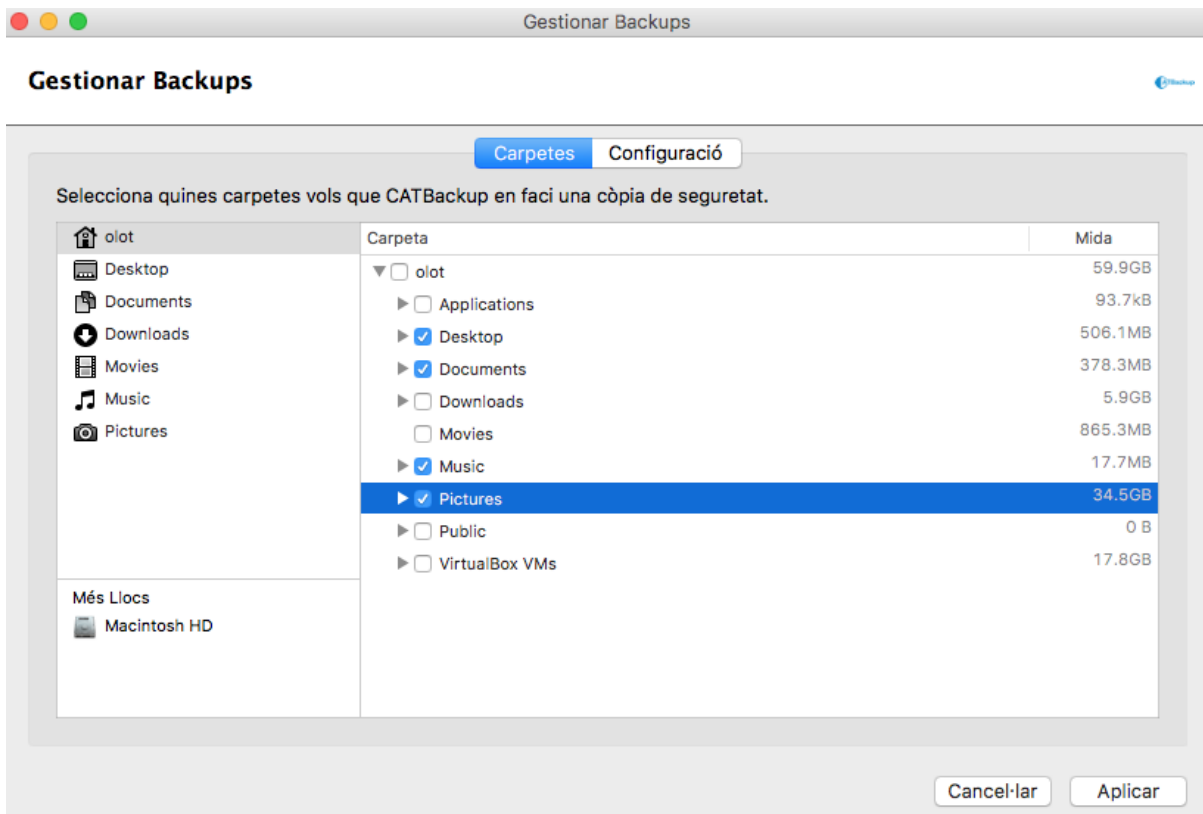 Gestionar Backups
Gestionar Backups
CATBackup
Carpetes Configuració
Selecciona quines carpetes vols que CATBackup en faci una còpia de seguretat.
olot
Desktop
Documents
Downloads
Movies
Music
Pictures
Més Llocs
Macintosh HD
Carpeta Mida
olot 59.9GB
Applications 93.7kB
Desktop 506.1MB
Documents 378.3MB
Downloads 5.9GB
Movies 865.3MB
Music 17.7MB
Pictures 34.5GB
Public 0 B
VirtualBox VMs 17.8GB
Cancel·lar Aplicar